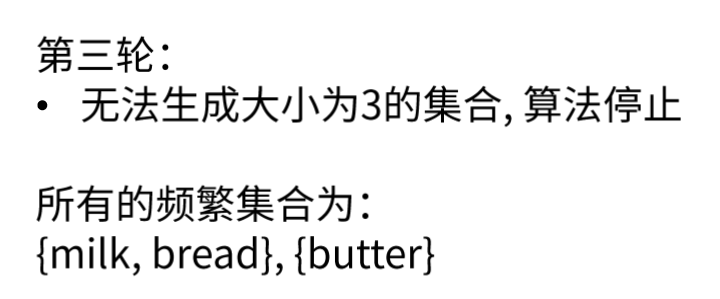 第三轮：
• 无法生成大小为3的集合, 算法停止
所有的频繁集合为：
{milk, bread}, {butter}